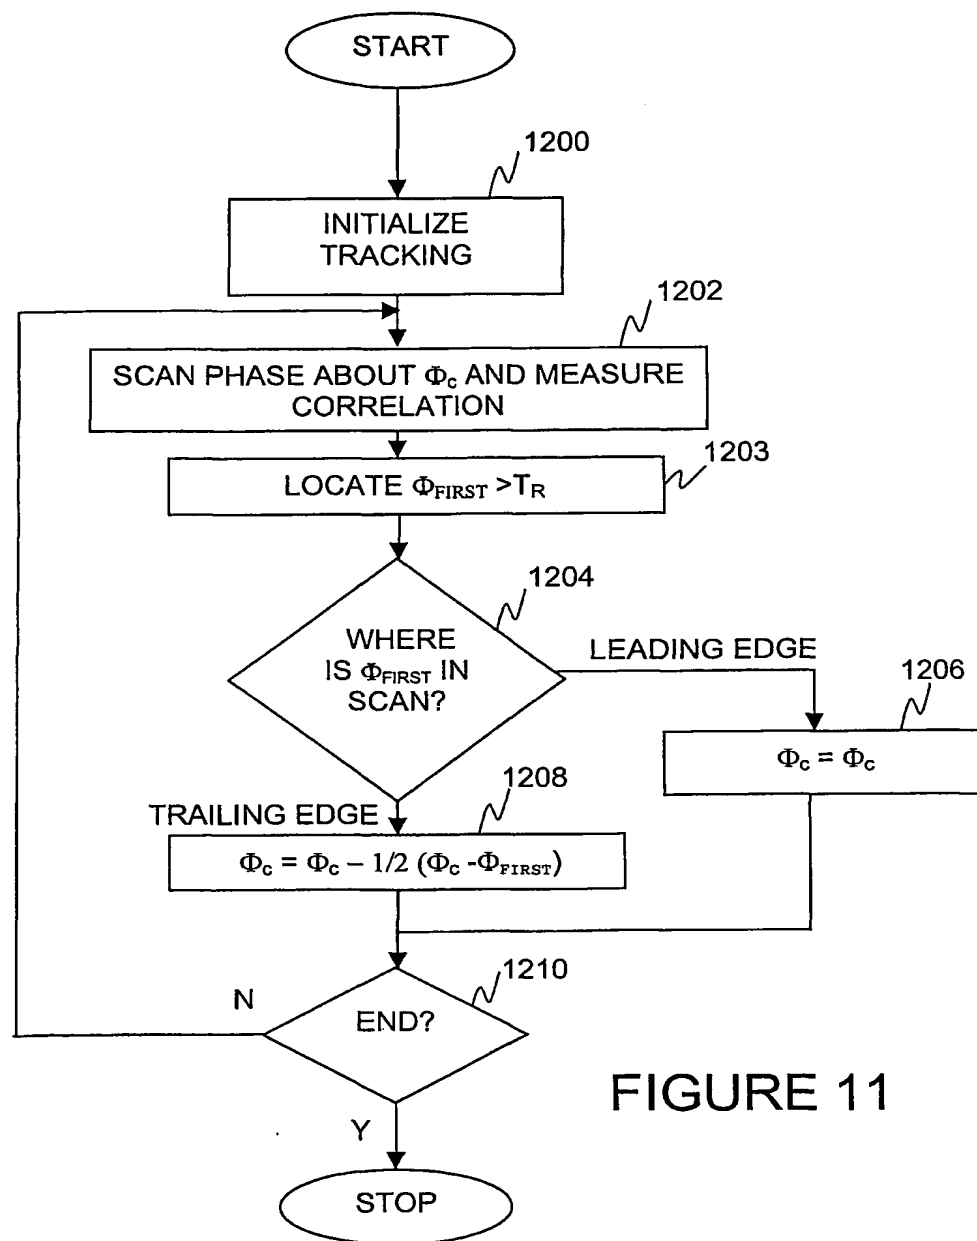 START
1200
INITIALIZE
TRACKING
1202
SCAN PHASE ABOUT Φc AND MEASURE
CORRELATION
1203
LOCATE ΦFIRST >TR
1204
WHERE
IS ΦFIRST IN
SCAN?
LEADING EDGE
1206
Φc = Φc
1208
TRAILING EDGE
Φc = Φc – 1/2 (Φc -ΦFIRST)
1210
N
END?
FIGURE 11
Y
STOP